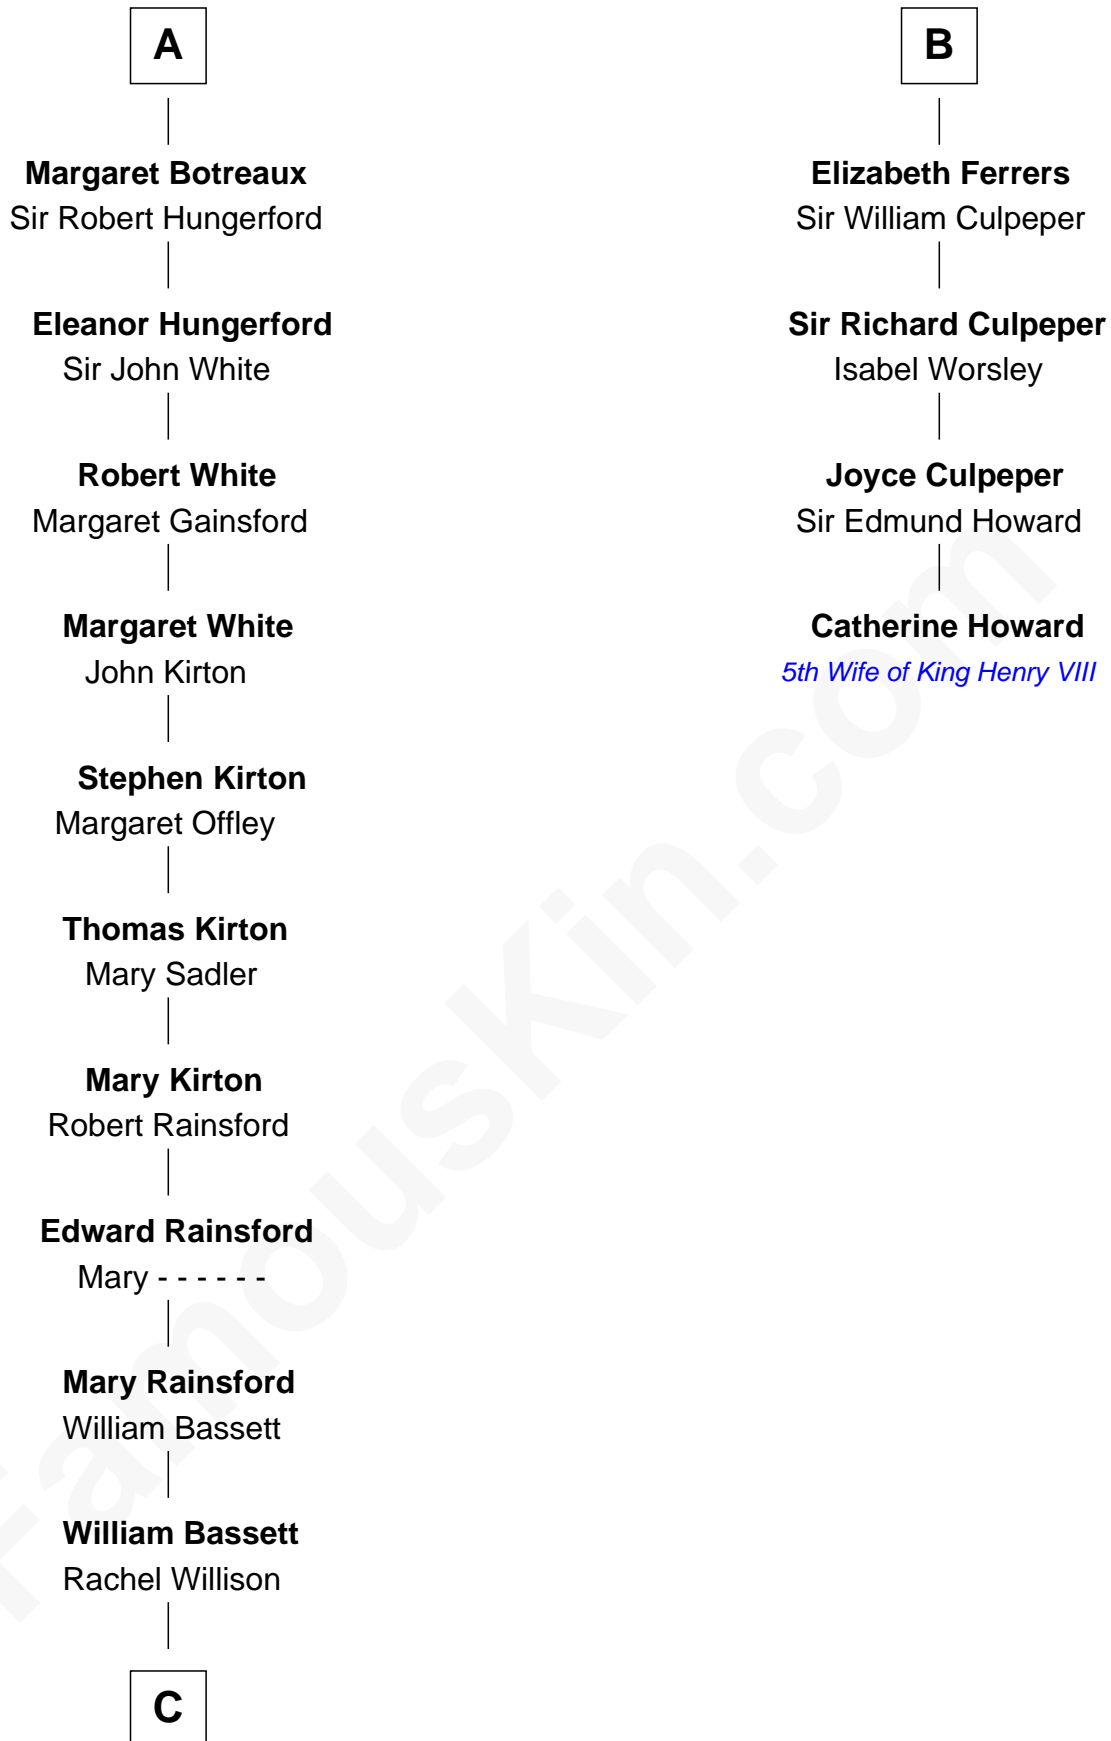 A
Margaret Botreaux
Sir Robert Hungerford
Eleanor Hungerford
Sir John White
Robert White
Margaret Gainsford
Margaret White
John Kirton
Stephen Kirton
Margaret Offley
Thomas Kirton
Mary Sadler
Mary Kirton
Robert Rainsford
Edward Rainsford
Mary - - - - - -
Mary Rainsford
William Bassett
William Bassett
Rachel Willison
C
B
Elizabeth Ferrers
Sir William Culpeper
Sir Richard Culpeper
Isabel Worsley
Joyce Culpeper
Sir Edmund Howard
Catherine Howard
5th Wife of King Henry VIII
FamousKin.com